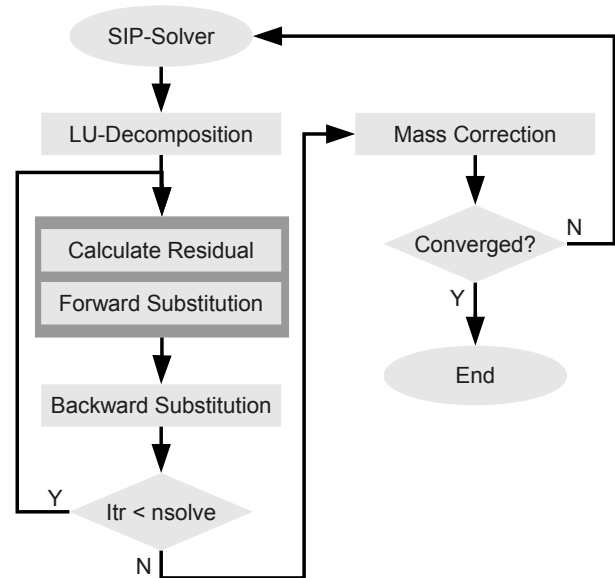 SIP-Solver
LU-Decomposition
Calculate Residual
Forward Substitution
Backward Substitution
Y
Itr < nsolve
N
Mass Correction
N
Converged?
Y
End